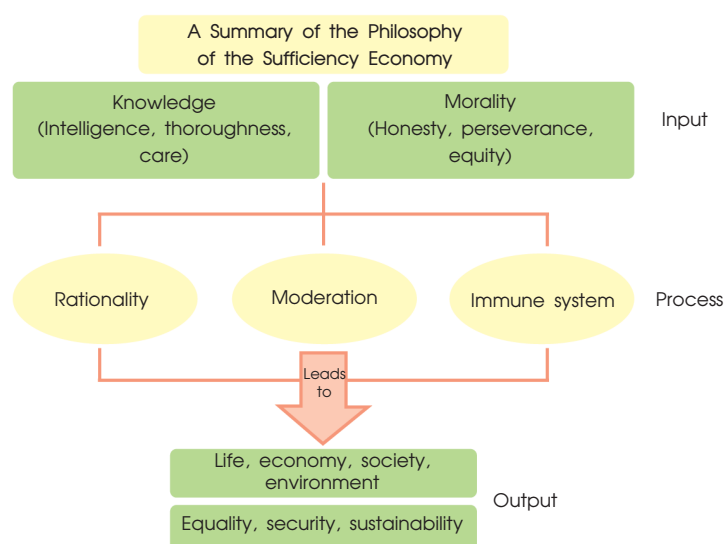 A Summary of the Philosophy
of the Sufficiency Economy
Knowledge
(Intelligence, thoroughness,
care)
Morality
(Honesty, perseverance,
equity)
Input
Rationality
Moderation
Immune system
Process
Leads
to
Life, economy, society,
environment
Equality, security, sustainability
Output